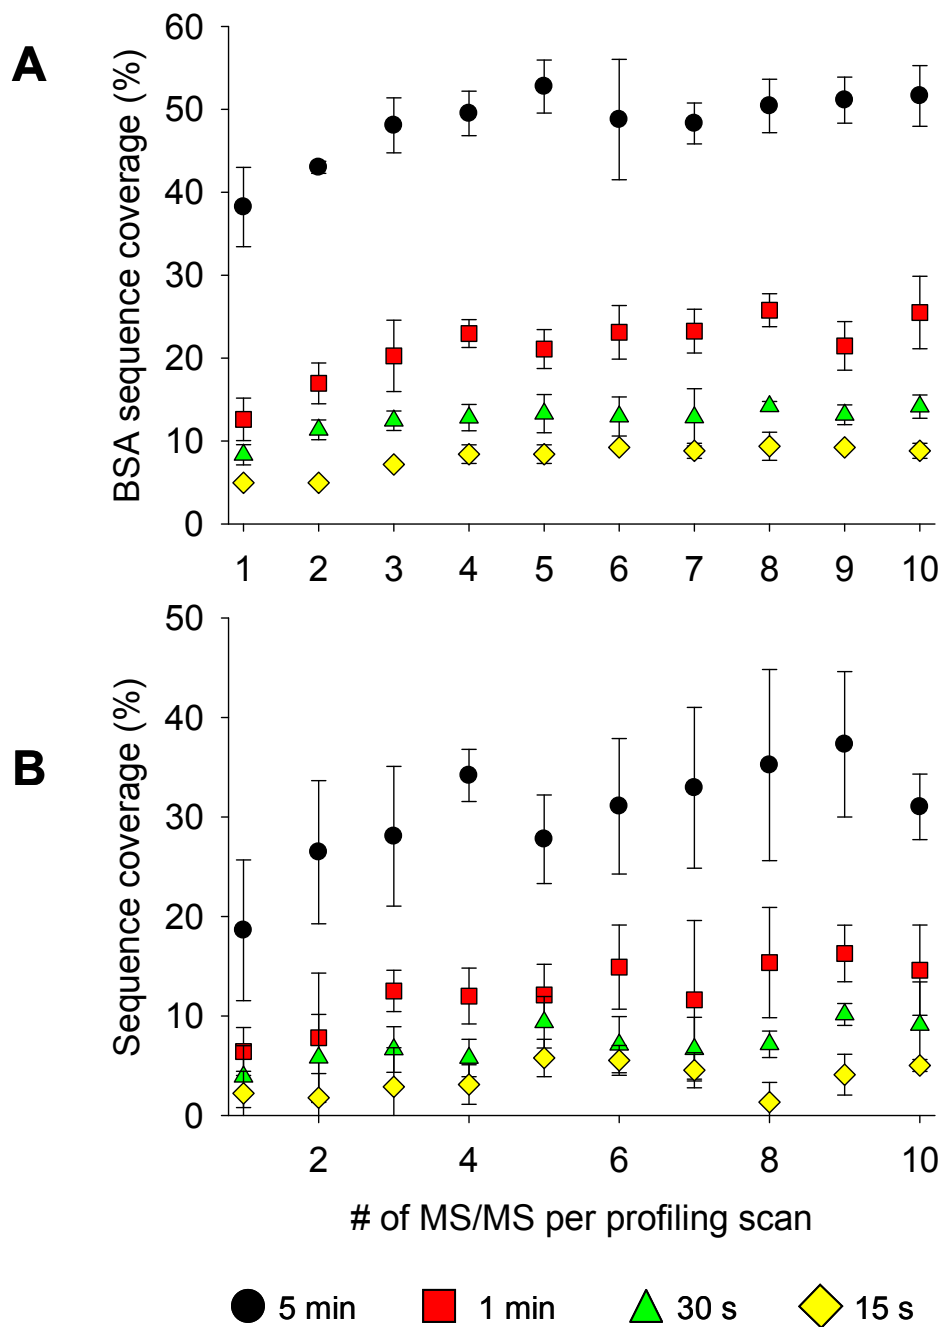 A
BSA sequence coverage (%)
60
50
40
30
20
10
0
1 2 3 4 5 6 7 8 9 10
B
Sequence coverage (%)
50
40
30
20
10
0
2 4 6 8 10
# of MS/MS per profiling scan
5 min 1 min 30 s 15 s